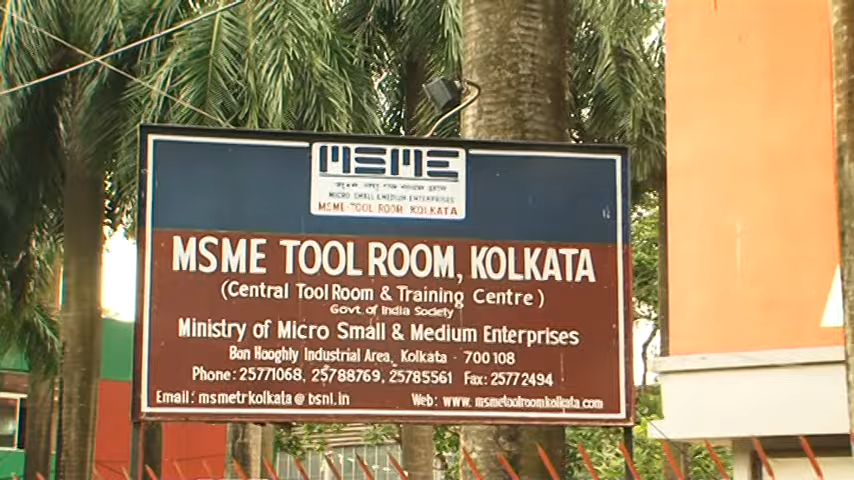 MSME
MICRO SMALL & MEDIUM ENTERPRISES
MSME-TOOL ROOM KOLKATA
MSME TOOL ROOM, KOLKATA
(Central Tool Room & Training Centre)
Govt. of India Society
Ministry of Micro Small & Medium Enterprises
Bon Hooghly Industrial Area, Kolkata - 700108
Phone: 25771068, 25788769, 25785561 Fax: 25772494
Email: msmetrkolkata@bsnl.in Web: www.msmetoolroomkolkata.com